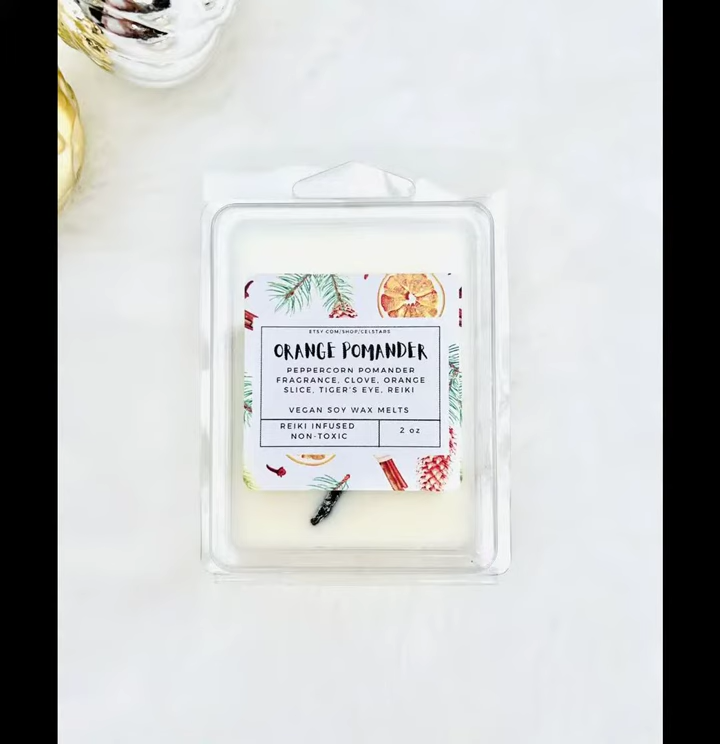 ETSY.COM/SHOP/CELSTARS
ORANGE POMANDER
PEPPERCORN POMANDER
FRAGRANCE, CLOVE, ORANGE
SLICE, TIGER'S EYE, REIKI
VEGAN SOY WAX MELTS
REIKI INFUSED
NON-TOXIC
2 oz